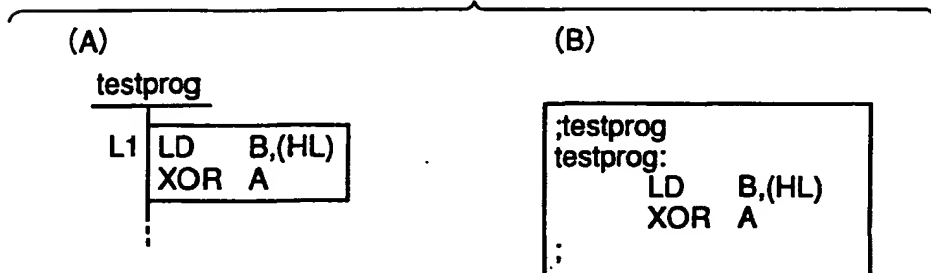 (A)
testprog
L1 LD B,(HL)
XOR A
(B)
;testprog
testprog:
LD B,(HL)
XOR A
;